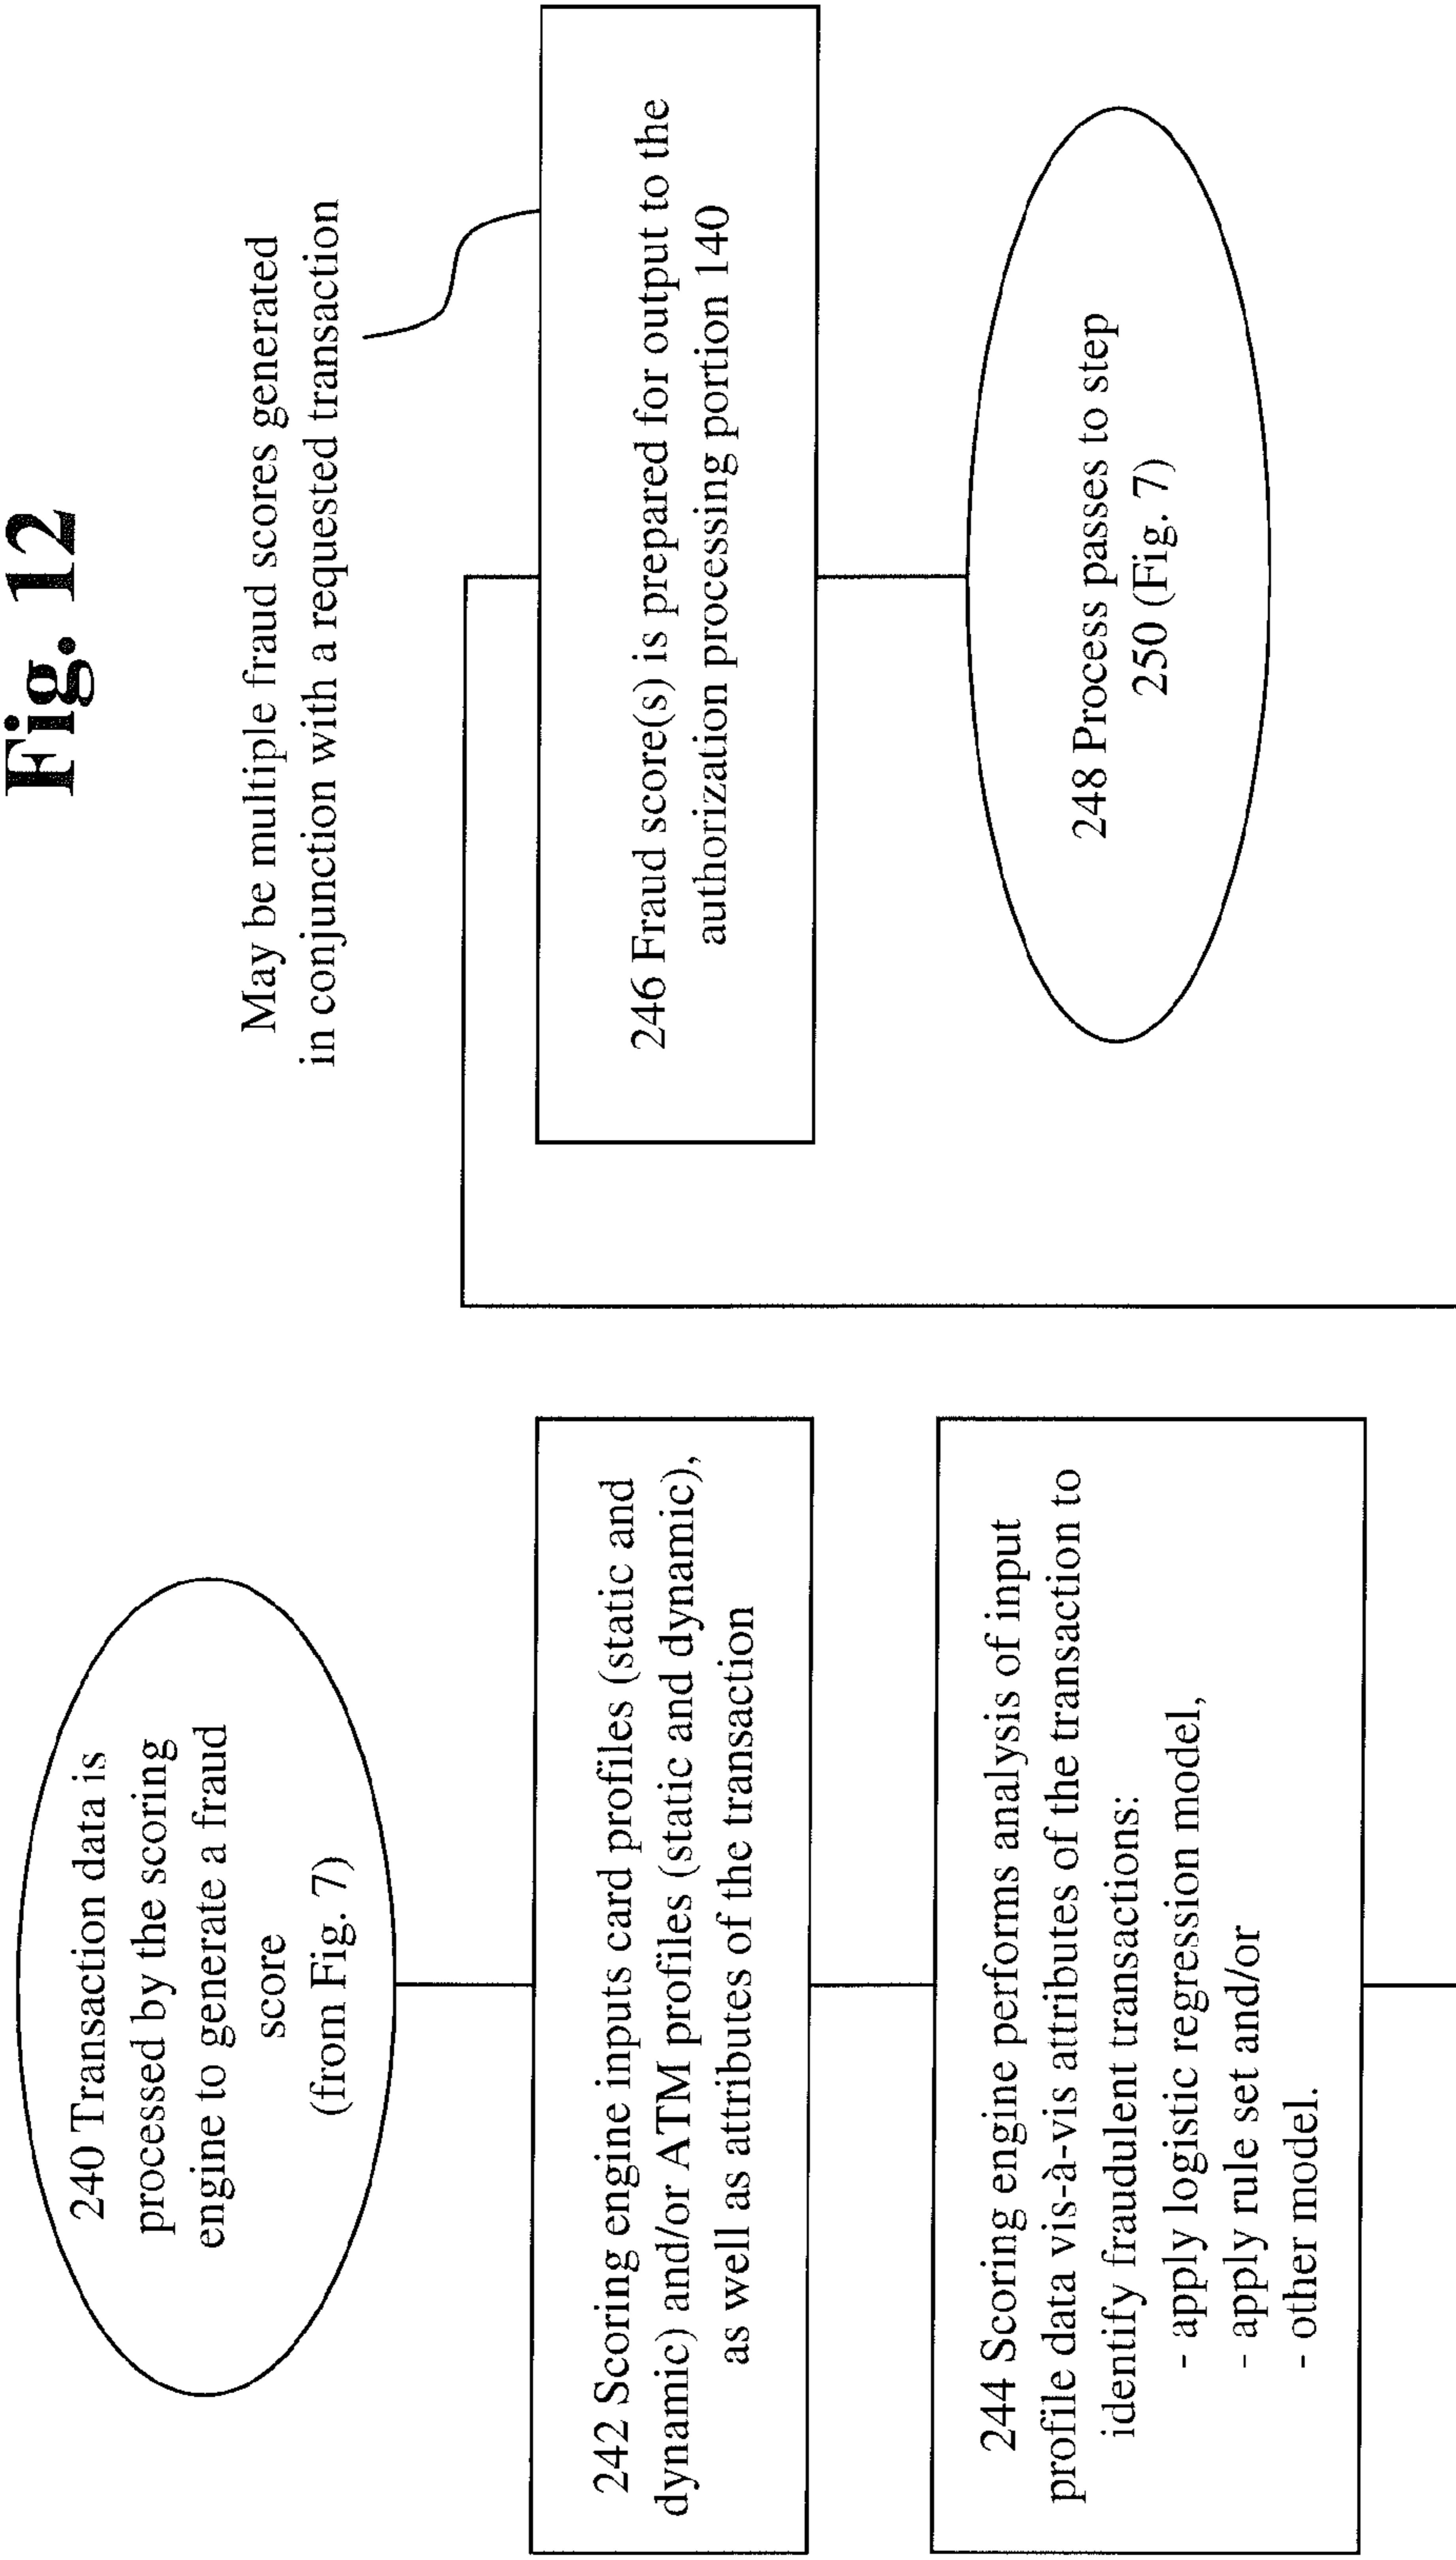 Fig. 12
240 Transaction data is
processed by the scoring
engine to generate a fraud
score
(from Fig. 7)
242 Scoring engine inputs card profiles (static and
dynamic) and/or ATM profiles (static and dynamic),
as well as attributes of the transaction
244 Scoring engine performs analysis of input
profile data vis-à-vis attributes of the transaction to
identify fraudulent transactions:
- apply logistic regression model,
- apply rule set and/or
- other model.
May be multiple fraud scores generated
in conjunction with a requested transaction
246 Fraud score(s) is prepared for output to the
authorization processing portion 140
248 Process passes to step
250 (Fig. 7)